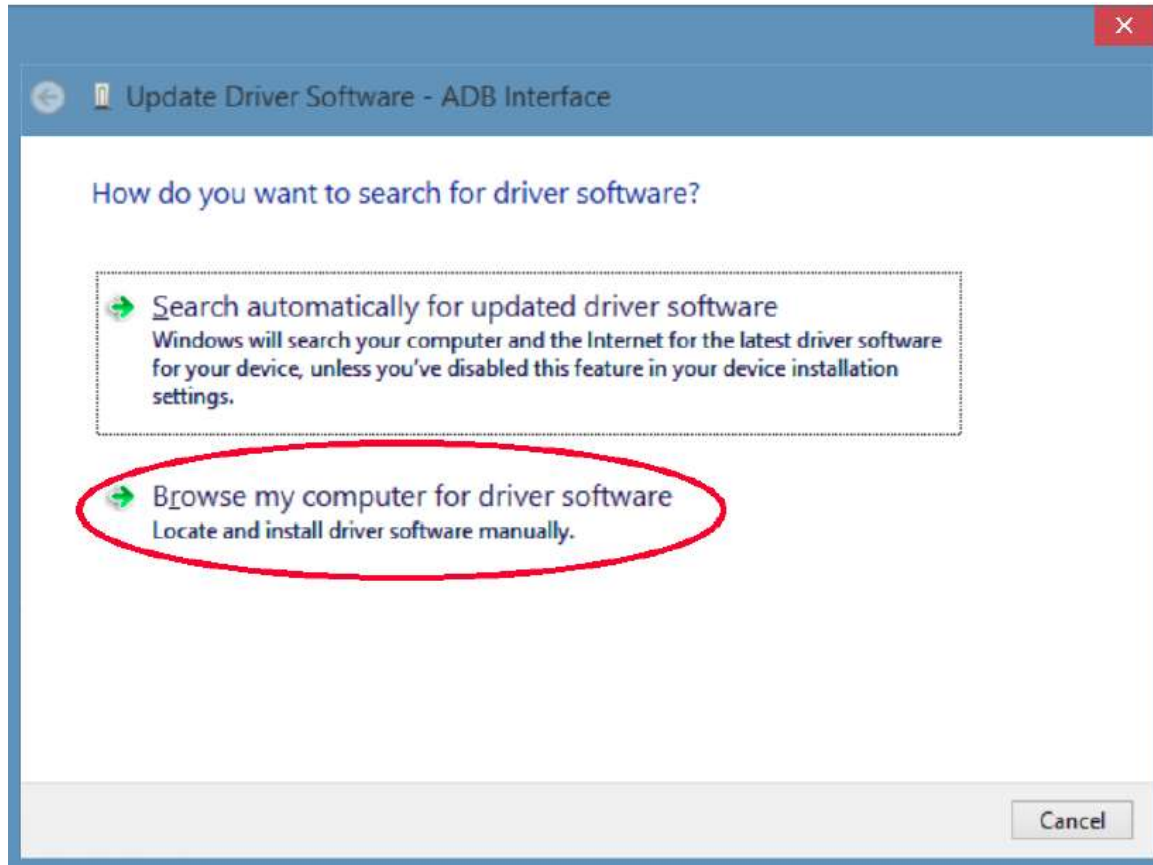 Update Driver Software - ADB Interface
How do you want to search for driver software?
Search automatically for updated driver software
Windows will search your computer and the Internet for the latest driver software
for your device, unless you've disabled this feature in your device installation
settings.
Browse my computer for driver software
Locate and install driver software manually.
Cancel